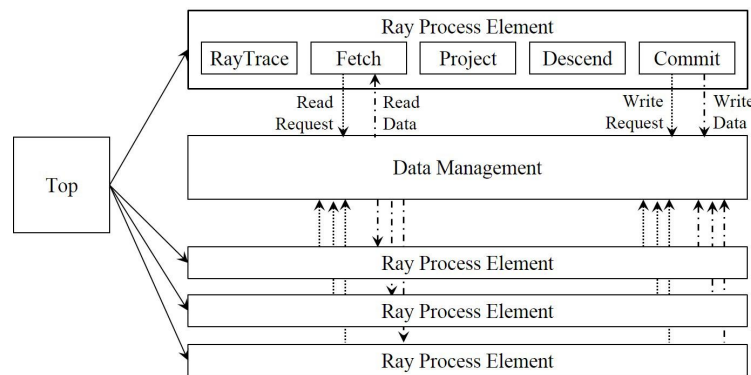 Ray Process Element
RayTrace Fetch Project Descend Commit
Read Read Write Write
Request Data Request Data
Top
Data Management
Ray Process Element
Ray Process Element
Ray Process Element